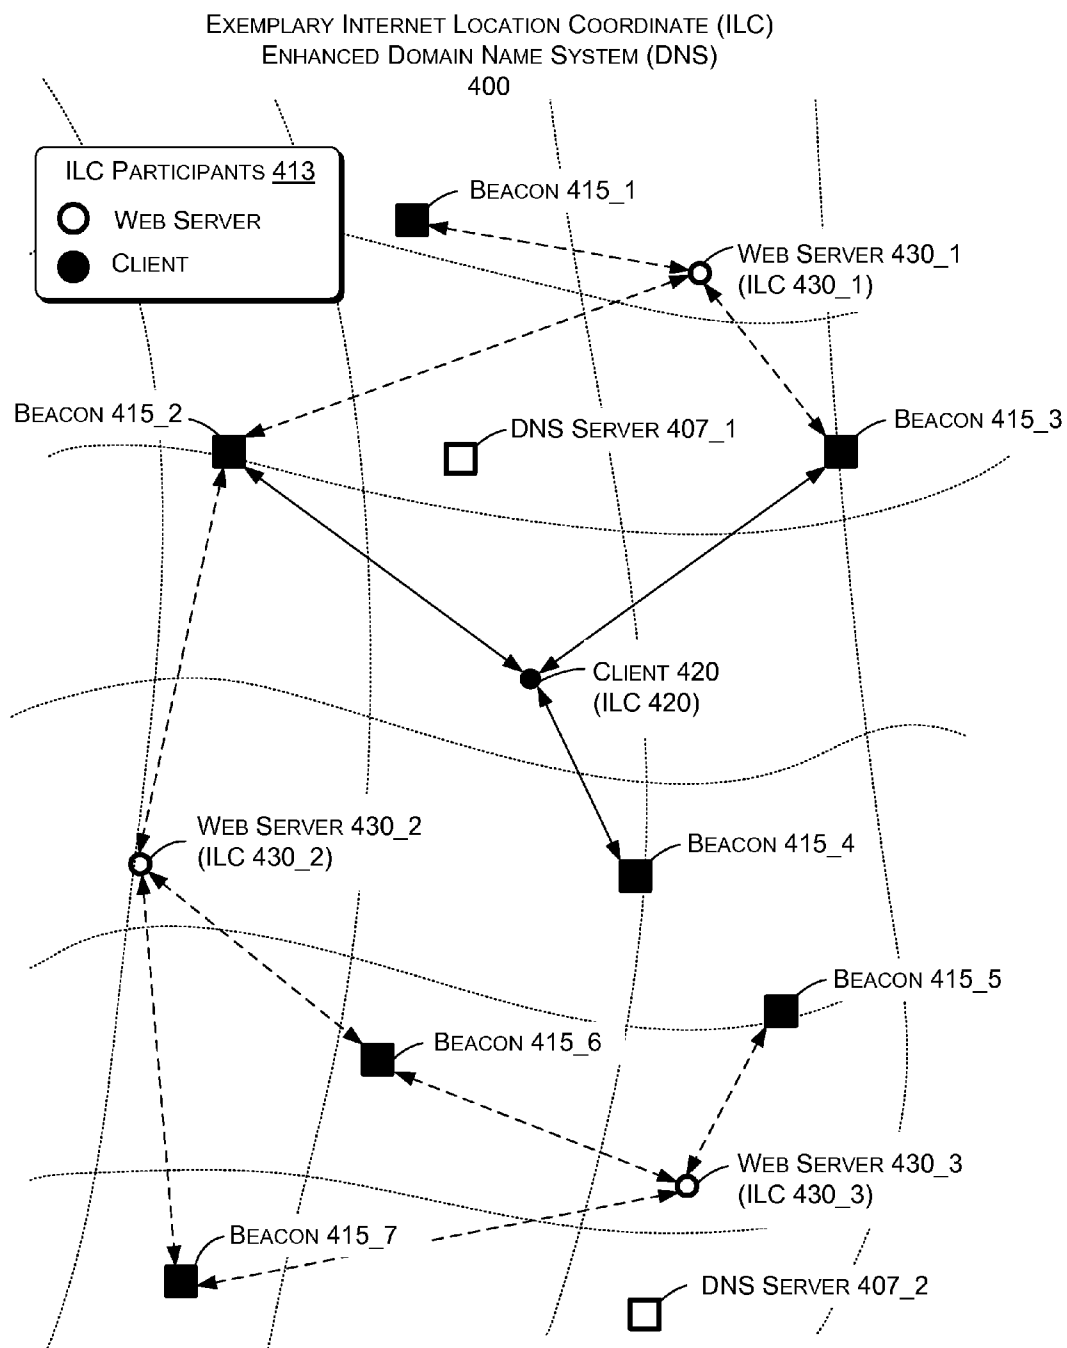 EXEMPLARY INTERNET LOCATION COORDINATE (ILC)
ENHANCED DOMAIN NAME SYSTEM (DNS)
400
ILC PARTICIPANTS 413
WEB SERVER
CLIENT
BEACON 415_1
WEB SERVER 430_1
(ILC 430_1)
BEACON 415_2
DNS SERVER 407_1
BEACON 415_3
CLIENT 420
(ILC 420)
WEB SERVER 430_2
(ILC 430_2)
BEACON 415_4
BEACON 415_5
BEACON 415_6
WEB SERVER 430_3
(ILC 430_3)
BEACON 415_7
DNS SERVER 407_2